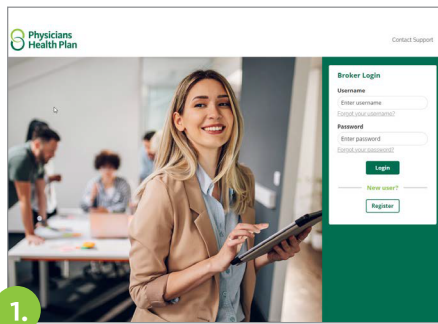 Physicians
Health Plan
Contact Support
Broker Login
Username
Enter username
Forgot your username?
Password
Enter password
Forgot your password?
Login
New user?
Register
1.